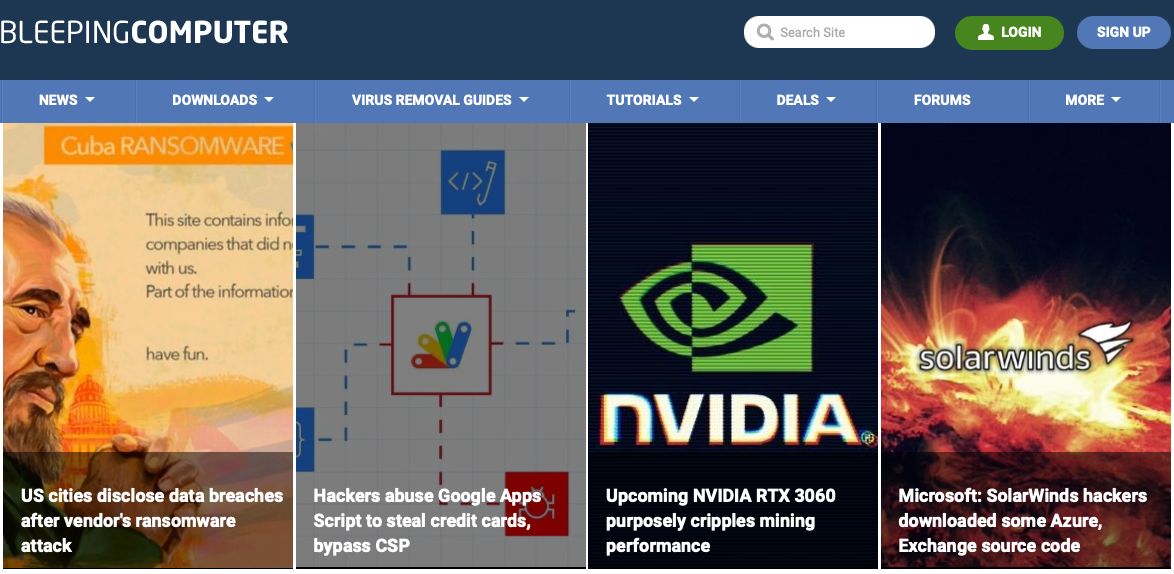 BLEEPINGCOMPUTER
Search Site
LOGIN
SIGN UP
NEWS
DOWNLOADS
VIRUS REMOVAL GUIDES
TUTORIALS
DEALS
FORUMS
MORE
Cuba RANSOMWARE
This site contains
companies that did
with us.
Part of the
have fun.
US cities disclose data breaches
after vendor's ransomware
attack
</>
Hackers abuse Google Apps
Script to steal credit cards,
bypass CSP
NVIDIA
Upcoming NVIDIA RTX 3060
purposely cripples mining
performance
solarwinds
Microsoft: SolarWinds hackers
downloaded some Azure,
Exchange source code